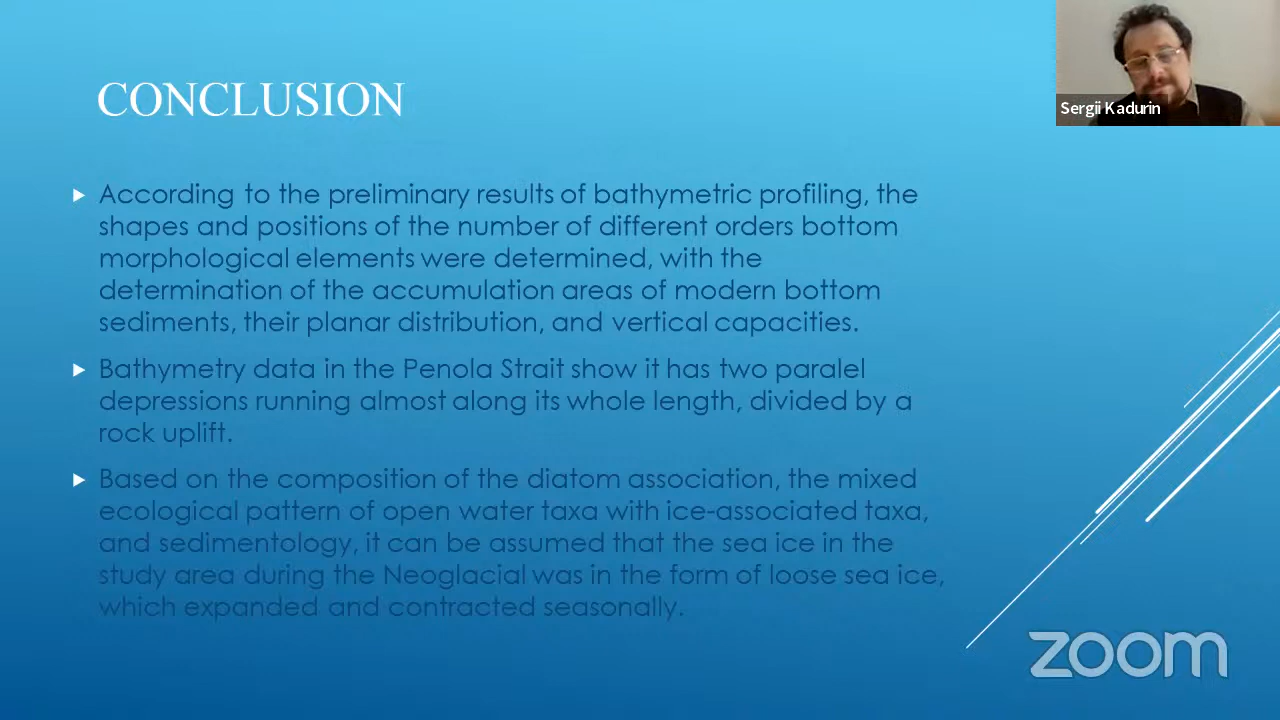 CONCLUSION
According to the preliminary results of bathymetric profiling, the
shapes and positions of the number of different orders bottom
morphological elements were determined, with the
determination of the accumulation areas of modern bottom
sediments, their planar distribution, and vertical capacities.
Bathymetry data in the Penola Strait show it has two paralel
depressions running almost along its whole length, divided by a
rock uplift.
Based on the composition of the diatom association, the mixed
ecological pattern of open water taxa with ice-associated taxa,
and sedimentology, it can be assumed that the sea ice in the
study area during the Neoglacial was in the form of loose sea ice,
which expanded and contracted seasonally.
Sergii Kadurin
zoom